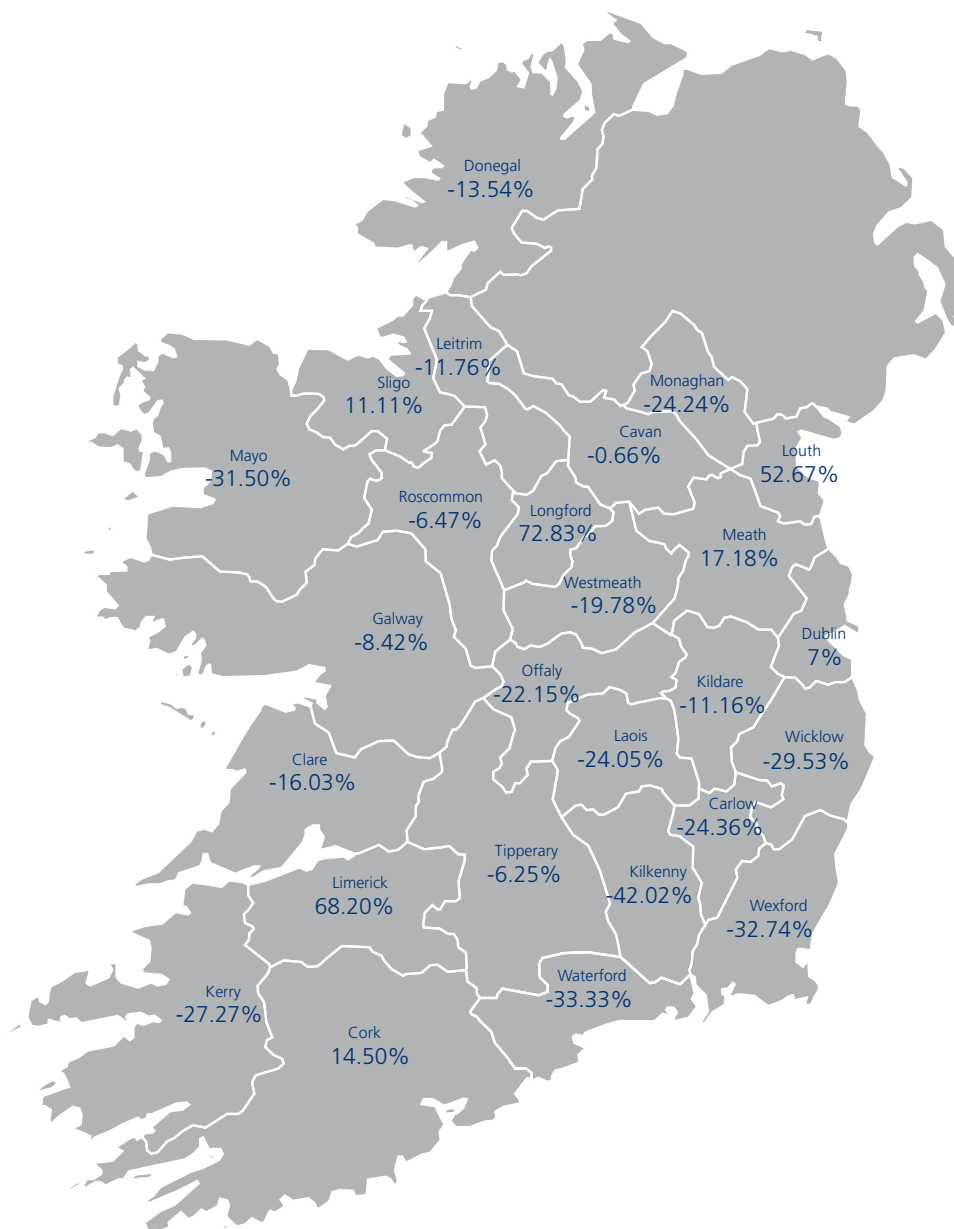 Donegal
-13.54%
Leitrim
-11.76%
Sligo
11.11%
Monaghan
-24.24%
Cavan
-0.66%
Louth
52.67%
Mayo
-31.50%
Roscommon
-6.47%
Longford
72.83%
Meath
17.18%
Westmeath
-19.78%
Galway
-8.42%
Dublin
7%
Offaly
-22.15%
Kildare
-11.16%
Laois
-24.05%
Wicklow
-29.53%
Clare
-16.03%
Carlow
-24.36%
Tipperary
-6.25%
Limerick
68.20%
Kilkenny
-42.02%
Wexford
-32.74%
Waterford
-33.33%
Kerry
-27.27%
Cork
14.50%